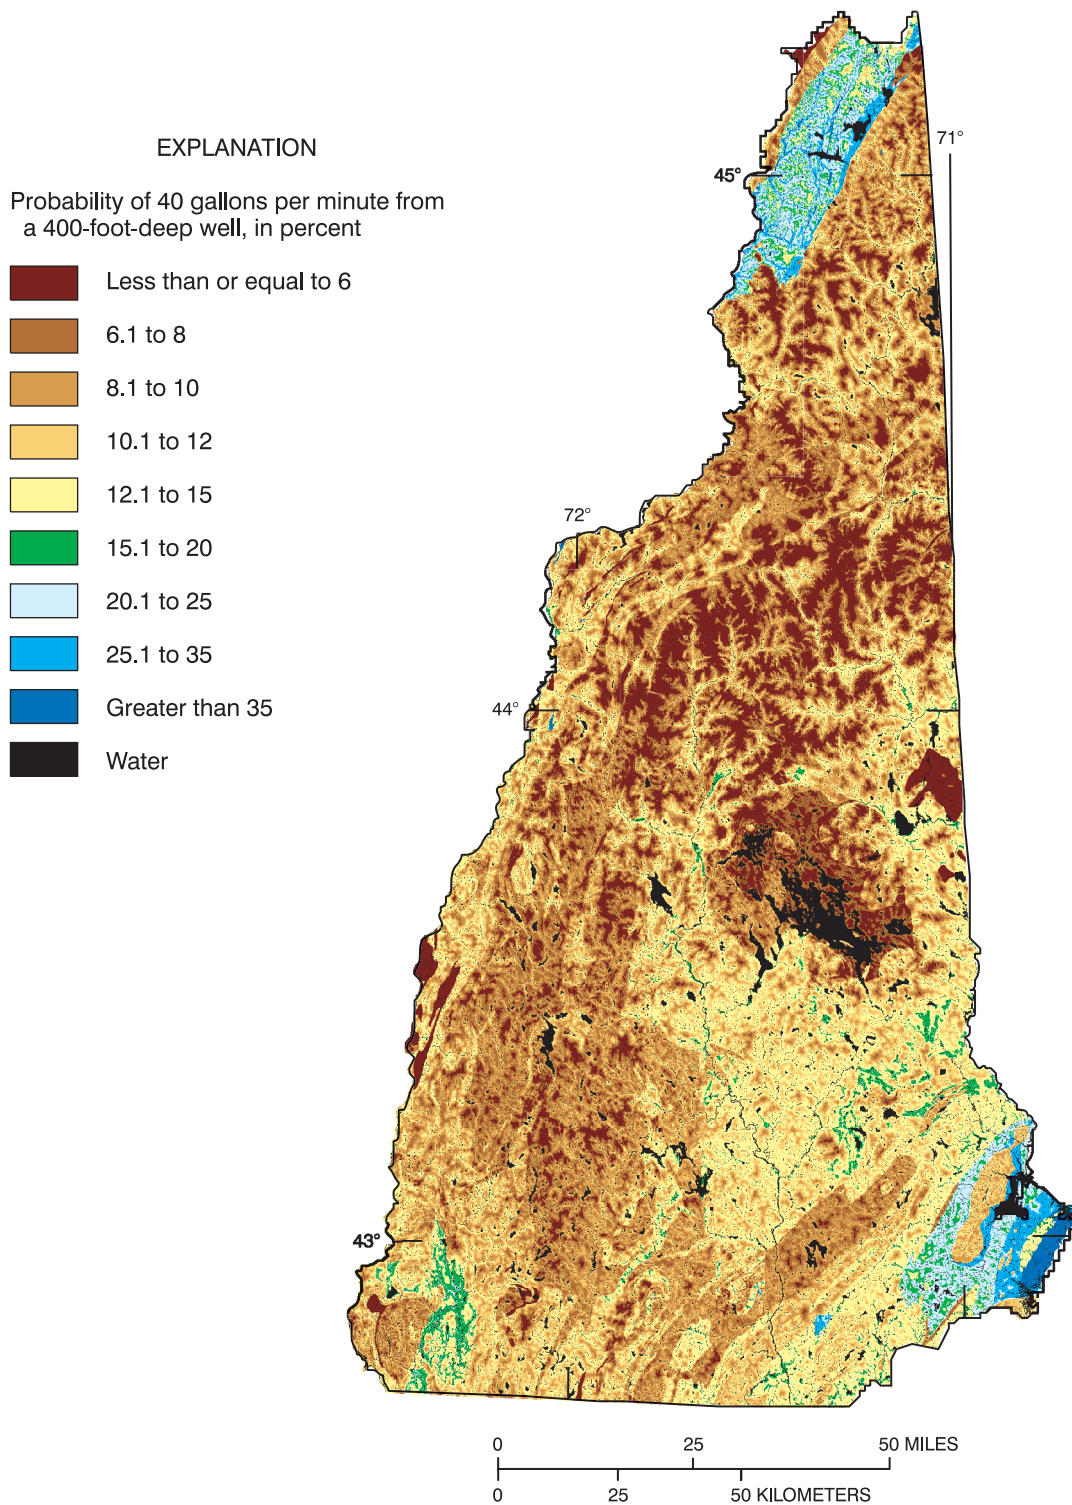 EXPLANATION
Probability of 40 gallons per minute from
a 400-foot-deep well, in percent
Less than or equal to 6
6.1 to 8
8.1 to 10
10.1 to 12
12.1 to 15
15.1 to 20
20.1 to 25
25.1 to 35
Greater than 35
Water
71°
45°
72°
44°
43°
0 25 50 MILES
0 25 50 KILOMETERS